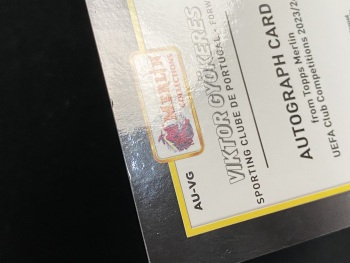 MERLIN
COLLECTIONS
VIKTOR GYÖKERES
SPORTING CLUBE DE PORTUGAL • FORW
AUTOGRAPH CARD
from Topps Merlin
UEFA Club Competitions 2023/2
AU-VG